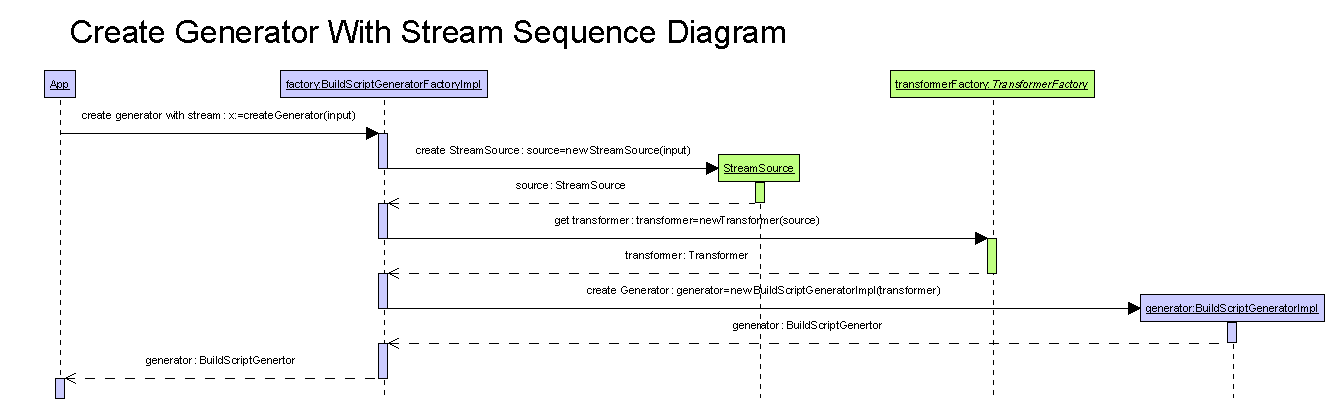 Create Generator With Stream Sequence Diagram
App
factory:BuildScriptGeneratorFactoryImpl
transformerFactory:TransformerFactory
create generator with stream : x:=createGenerator(input)
create StreamSource : source=newStreamSource(input)
StreamSource
source : StreamSource
get transformer : transformer=newTransformer(source)
transformer : Transformer
create Generator : generator=newBuildScriptGeneratorImpl(transformer)
generator:BuildScriptGeneratorImpl
generator : BuildScriptGenertor
generator : BuildScriptGenertor